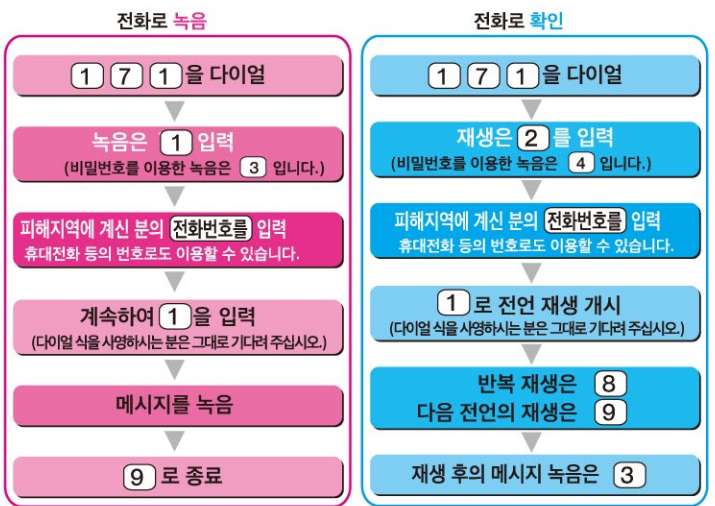 전화로 녹음
1 7 1 을 다이얼
녹음은 1 입력
(비밀번호를 이용한 녹음은 3 입니다.)
피해지역에 계신 분의 전화번호를 입력
휴대전화 등의 번호로도 이용할 수 있습니다.
계속하여 1 을 입력
(다이얼 식을 사영하시는 분은 그대로 기다려 주십시오.)
메시지를 녹음
9 로 종료
전화로 확인
1 7 1 을 다이얼
재생은 2 를 입력
(비밀번호를 이용한 녹음은 4 입니다.)
피해지역에 계신 분의 전화번호를 입력
휴대전화 등의 번호로도 이용할 수 있습니다.
1 로 전언 재생 개시
(다이얼 식을 사영하시는 분은 그대로 기다려 주십시오.)
반복 재생은 8
다음 전언의 재생은 9
재생 후의 메시지 녹음은 3